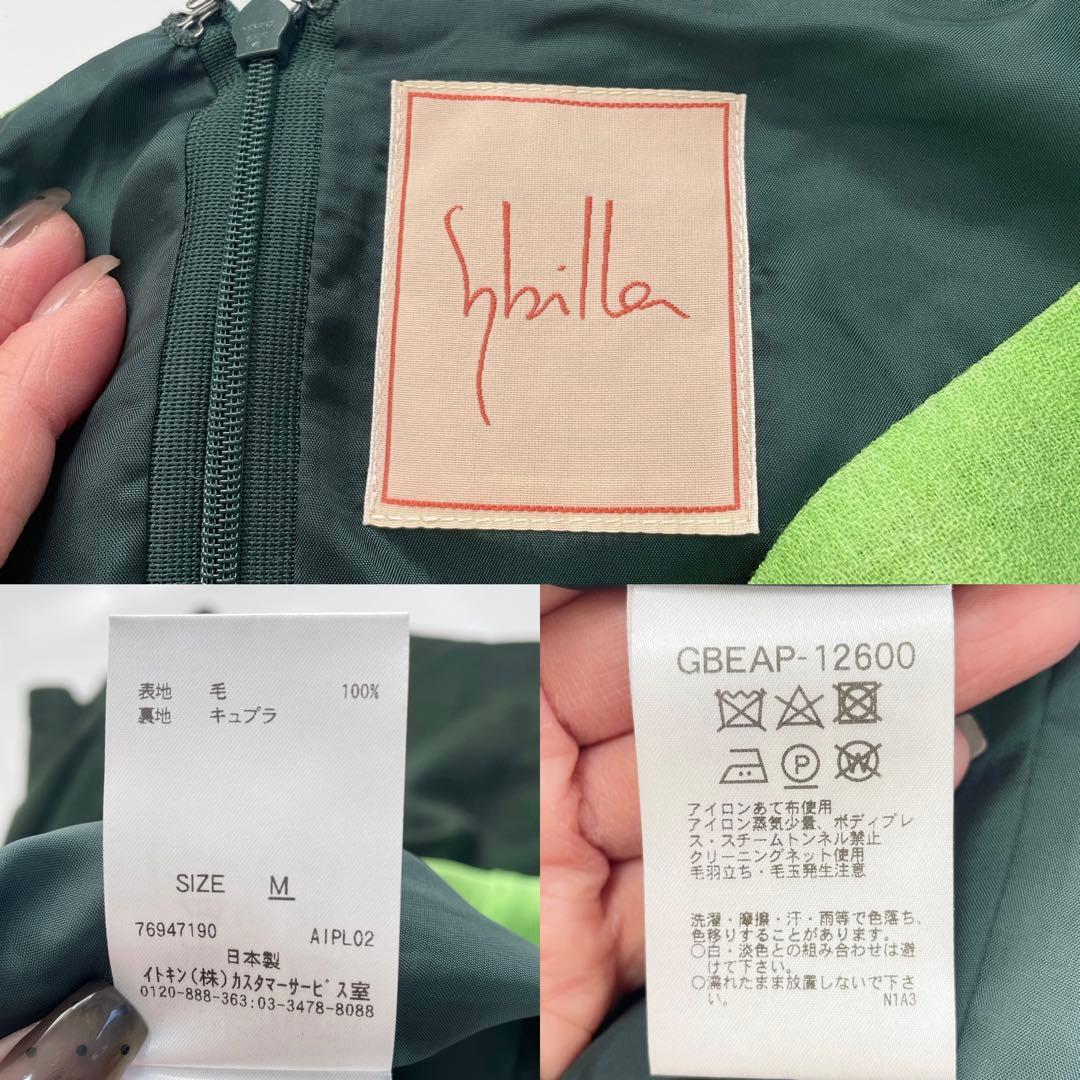 Sybilla
表地 毛 100%
裏地 キュプラ
SIZE M
76947190 AIPL02
日本製
イトキン(株)カスタマーサービス室
0120-888-363:03-3478-8088
GBEAP-12600
P
W
アイロンあて布使用
アイロン蒸気少量、ボディプレ
ス・スチームトンネル禁止
クリーニングネット使用
毛羽立ち・毛玉発生注意
洗濯・摩擦・汗・雨等で色落ち、
色移りすることがあります。
○白・淡色との組み合わせは避
けて下さい。
○濡れたまま放置しないで下さ
い。 N1A3